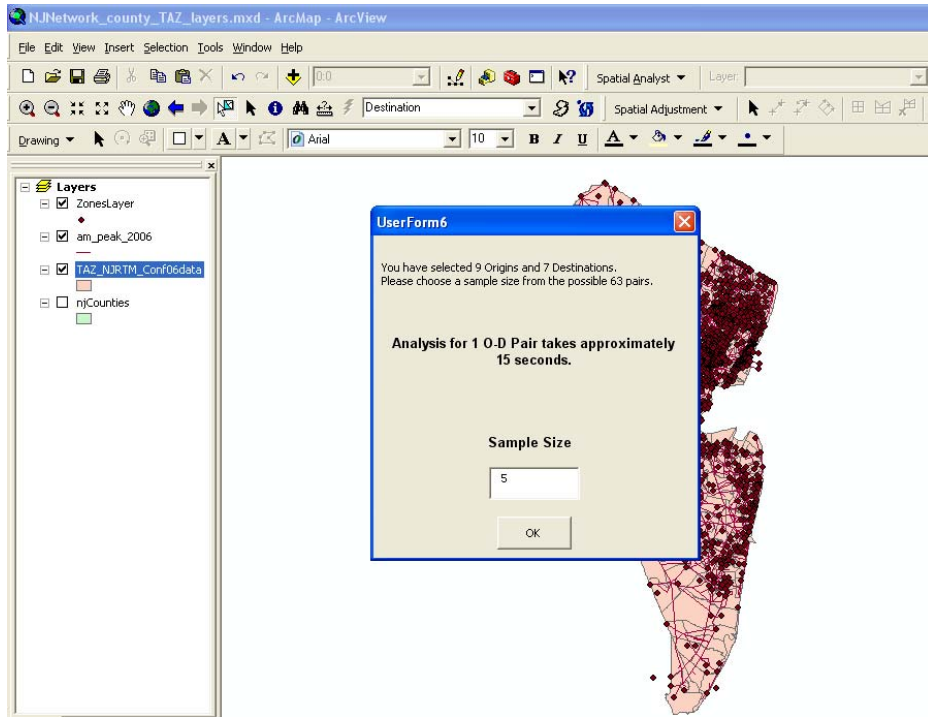 NJNetwork_county_TAZ_layers.mxd - ArcMap - ArcView
File Edit View Insert Selection Tools Window Help
0:0 Spatial Analyst Layer:
Destination Spatial Adjustment
Drawing A Arial 10 B I U A
Layers
ZonesLayer
am_peak_2006
TAZ_NJRTM_Conf06data
njCounties
UserForm6
You have selected 9 Origins and 7 Destinations.
Please choose a sample size from the possible 63 pairs.
Analysis for 1 O-D Pair takes approximately
15 seconds.
Sample Size
5
OK